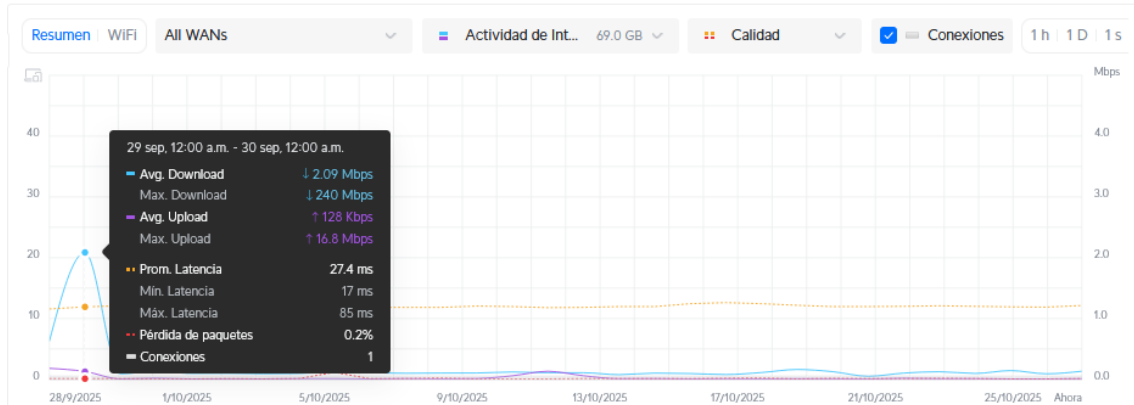 Resumen WiFi All WANs Actividad de Int... 69.0 GB Calidad Conexiones 1 h 1 D 1 s
Mbps
40 4.0
30 3.0
20 2.0
10 1.0
0 0.0
29 sep, 12:00 a.m. - 30 sep, 12:00 a.m.
Avg. Download ↓ 2.09 Mbps
Max. Download ↓ 240 Mbps
Avg. Upload ↑ 128 Kbps
Max. Upload ↑ 16.8 Mbps
Prom. Latencia 27.4 ms
Mín. Latencia 17 ms
Máx. Latencia 85 ms
Pérdida de paquetes 0.2%
Conexiones 1
28/9/2025 1/10/2025 5/10/2025 9/10/2025 13/10/2025 17/10/2025 21/10/2025 25/10/2025 Ahora